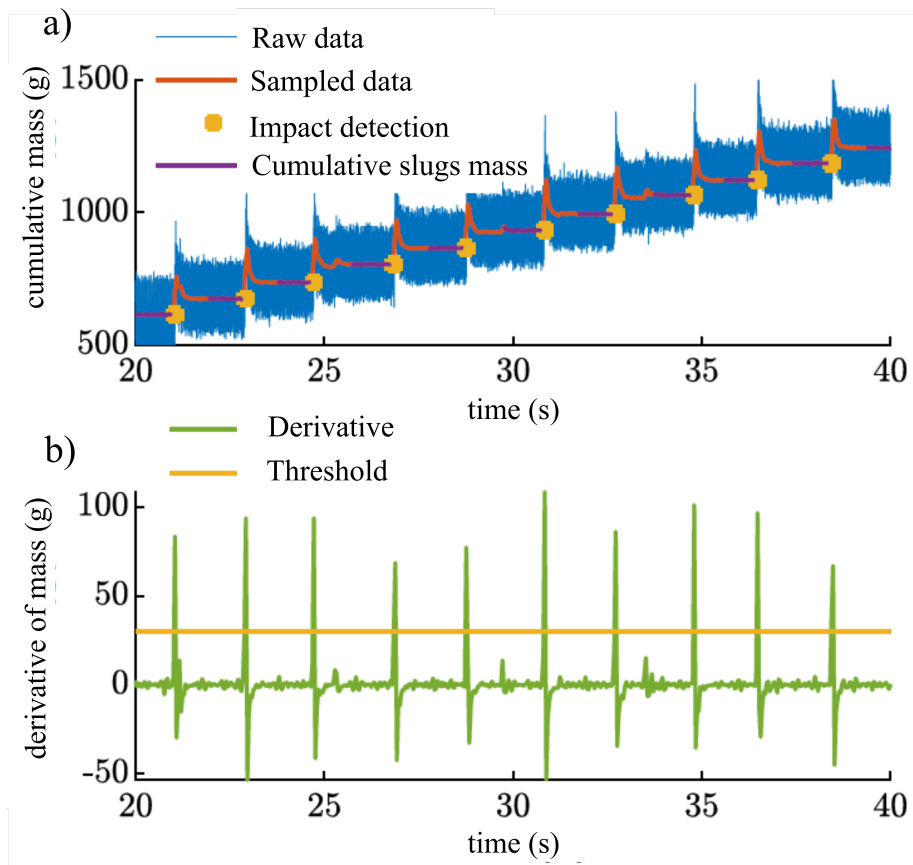 a)
Raw data
Sampled data
Impact detection
Cumulative slugs mass
cumulative mass (g)
1500
1000
500
20 25 30 35 40
time (s)
b)
Derivative
Threshold
derivative of mass (g)
100
50
0
-50
20 25 30 35 40
time (s)